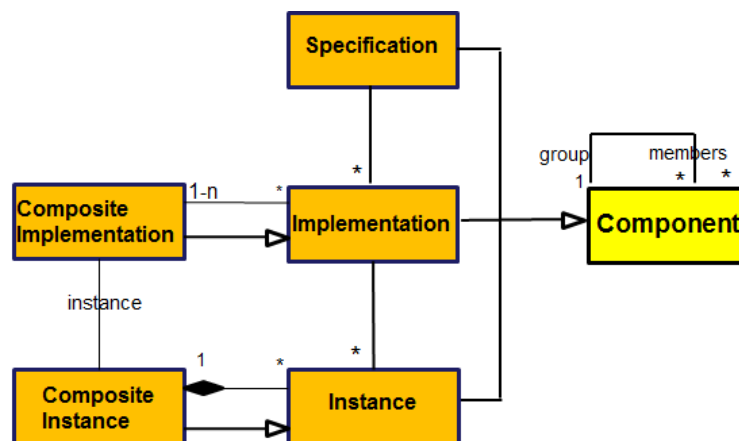 Specification
group
members
1
*
*
*
1-n
*
Composite
Implementation
Implementation
Component
instance
*
1
*
Composite
Instance
Instance